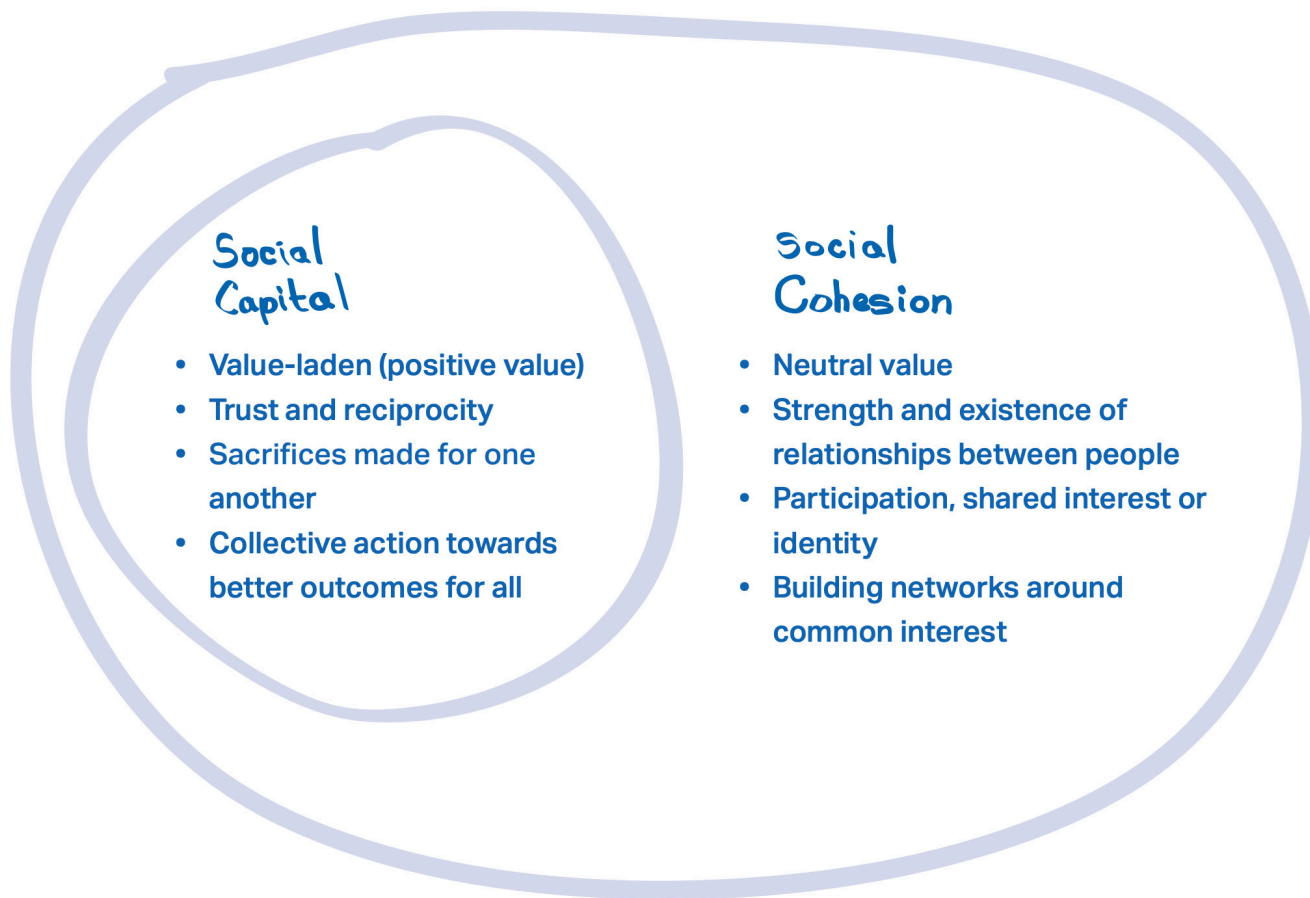 Social
Capital
• Value-laden (positive value)
• Trust and reciprocity
• Sacrifices made for one
another
• Collective action towards
better outcomes for all
Social
Cohesion
• Neutral value
• Strength and existence of
relationships between people
• Participation, shared interest or
identity
• Building networks around
common interest